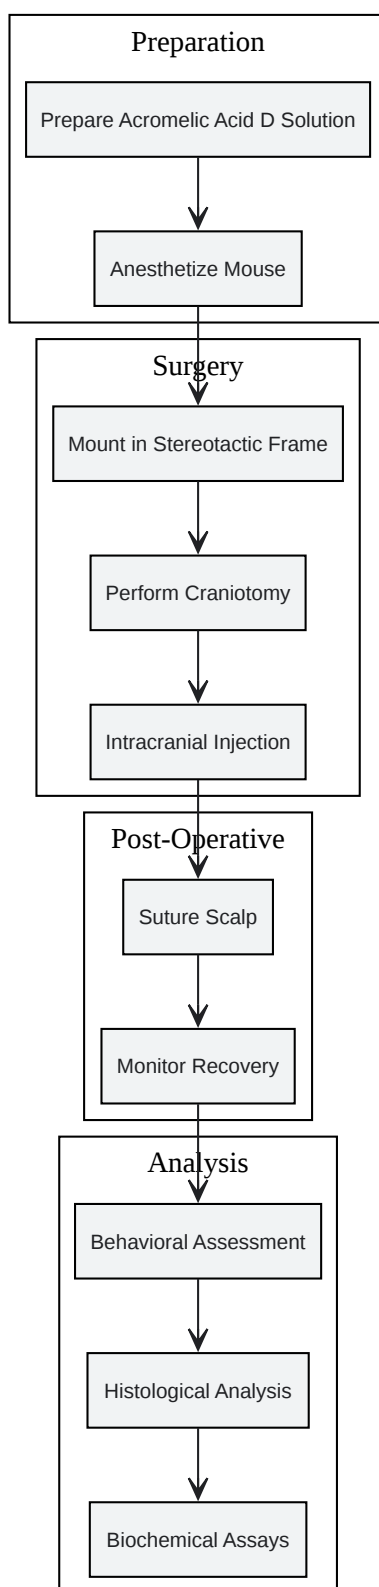 Preparation
Prepare Acromelic Acid D Solution
Anesthetize Mouse
Surgery
Mount in Stereotactic Frame
Perform Craniotomy
Intracranial Injection
Post-Operative
Suture Scalp
Monitor Recovery
Analysis
Behavioral Assessment
Histological Analysis
Biochemical Assays